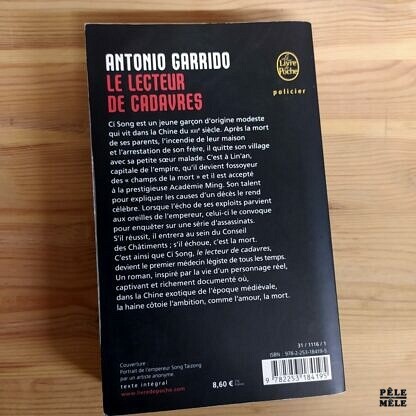 ANTONIO GARRIDO
LE LECTEUR
DE CADAVRES
Le Livre
de Poche
policier
Ci Song est un jeune garçon d'origine modeste
qui vit dans la Chine du XIIIe siècle. Après la mort
de ses parents, l'incendie de leur maison
et l'arrestation de son frère, il quitte son village
avec sa petite sœur malade. C'est à Lin'an,
capitale de l'empire, qu'il devient fossoyeur
des « champs de la mort » et il est accepté
à la prestigieuse Académie Ming. Son talent
pour expliquer les causes d'un décès le rend
célèbre. Lorsque l'écho de ses exploits parvient
aux oreilles de l'empereur, celui-ci le convoque
pour enquêter sur une série d'assassinats.
S'il réussit, il entrera au sein du Conseil
des Châtiments ; s'il échoue, c'est la mort.
C'est ainsi que Ci Song, le lecteur de cadavres,
devient le premier médecin légiste de tous les temps.
Un roman, inspiré par la vie d'un personnage réel,
captivant et richement documenté où,
dans la Chine exotique de l'époque médiévale,
la haine côtoie l'ambition, comme l'amour, la mort.
Couverture :
Portrait de l'empereur Song Taizong
par un artiste anonyme.
texte intégral
www.livredepoche.com
8,60 €
31 / 1116 / 1
ISBN : 978-2-253-18419-5
9 782253 184195
PÊLE
MÊLE